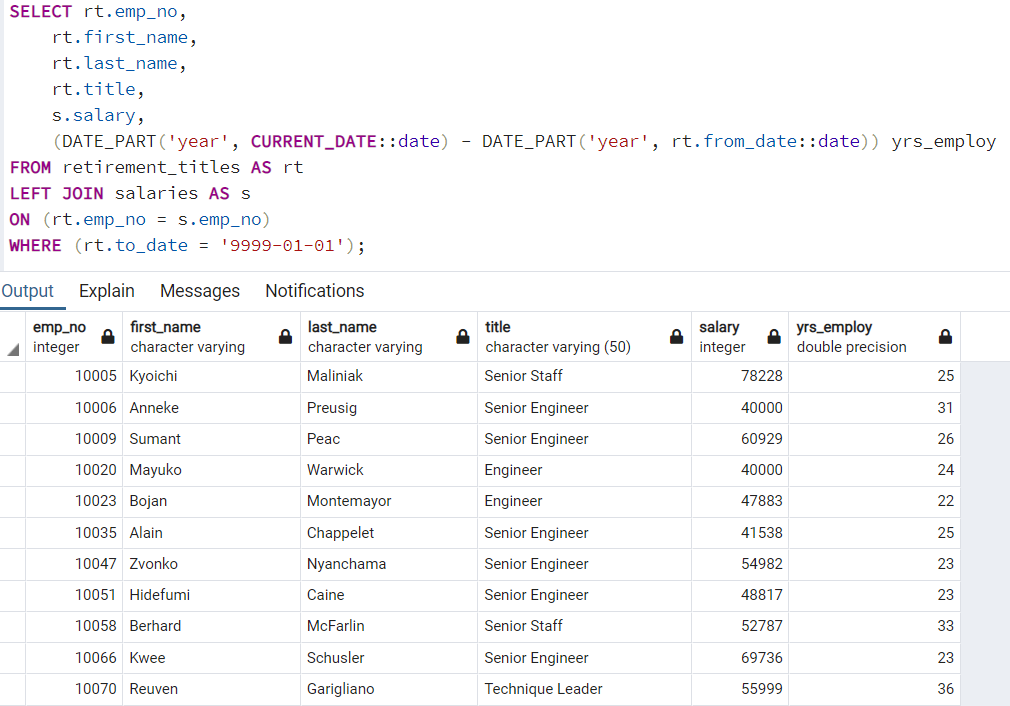 SELECT rt.emp_no,
rt.first_name,
rt.last_name,
rt.title,
s.salary,
(DATE_PART('year', CURRENT_DATE::date) - DATE_PART('year', rt.from_date::date)) yrs_employ
FROM retirement_titles AS rt
LEFT JOIN salaries AS s
ON (rt.emp_no = s.emp_no)
WHERE (rt.to_date = '9999-01-01');
Output Explain Messages Notifications
emp_no first_name last_name title salary yrs_employ
integer character varying character varying character varying (50) integer double precision
10005 Kyoichi Maliniak Senior Staff 78228 25
10006 Anneke Preusig Senior Engineer 40000 31
10009 Sumant Peac Senior Engineer 60929 26
10020 Mayuko Warwick Engineer 40000 24
10023 Bojan Montemayor Engineer 47883 22
10035 Alain Chappelet Senior Engineer 41538 25
10047 Zvonko Nyanchama Senior Engineer 54982 23
10051 Hidefumi Caine Senior Engineer 48817 23
10058 Berhard McFarlin Senior Staff 52787 33
10066 Kwee Schusler Senior Engineer 69736 23
10070 Reuven Garigliano Technique Leader 55999 36